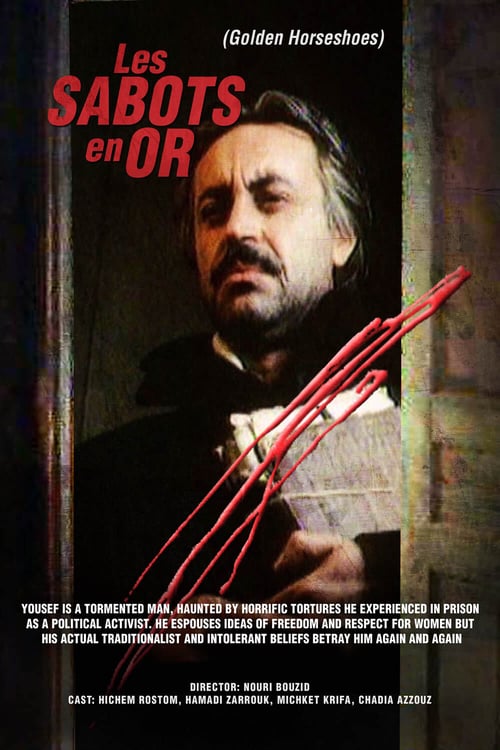 (Golden Horseshoes)
Les
SABOTS
en OR
YOUSEF IS A TORMENTED MAN, HAUNTED BY HORRIFIC TORTURES HE EXPERIENCED IN PRISON
AS A POLITICAL ACTIVIST. HE ESPOUSES IDEAS OF FREEDOM AND RESPECT FOR WOMEN BUT
HIS ACTUAL TRADITIONALIST AND INTOLERANT BELIEFS BETRAY HIM AGAIN AND AGAIN
DIRECTOR: NOURI BOUZID
CAST: HICHEM ROSTOM, HAMADI ZARROUK, MICHKET KRIFA, CHADIA AZZOUZ